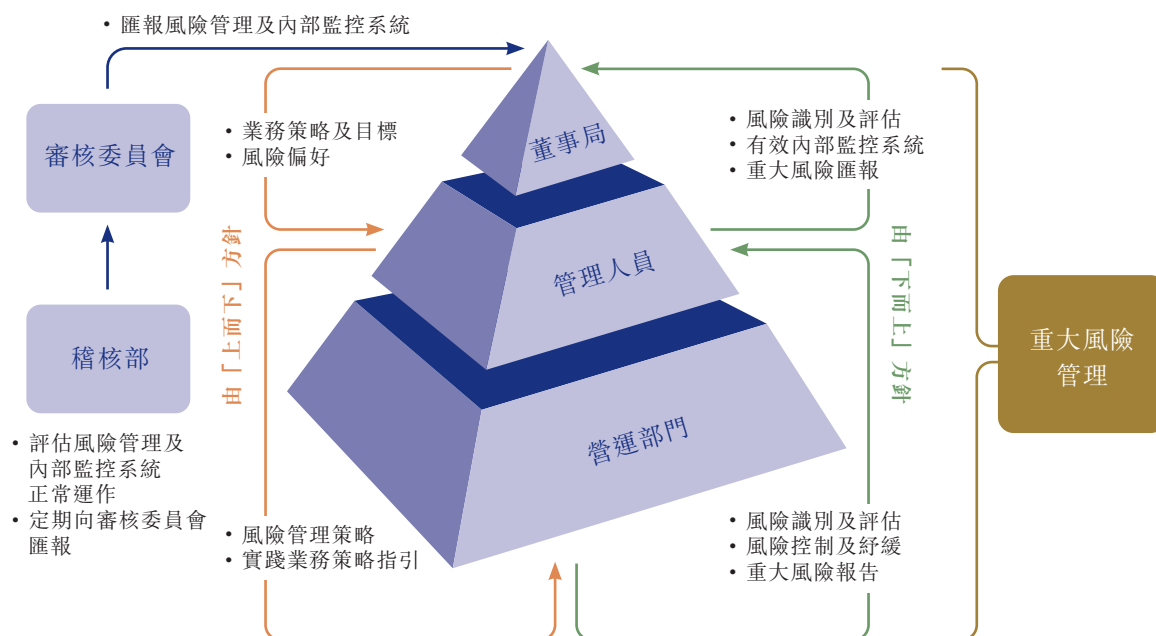 • 匯報風險管理及內部監控系統
審核委員會
稽核部
• 評估風險管理及
內部監控系統
正常運作
• 定期向審核委員會
匯報
• 業務策略及目標
• 風險偏好
由「上而下」方針
• 風險管理策略
• 實踐業務策略指引
董事局
管理人員
營運部門
• 風險識別及評估
• 有效內部監控系統
• 重大風險匯報
由「下而上」方針
• 風險識別及評估
• 風險控制及紓緩
• 重大風險報告
重大風險
管理